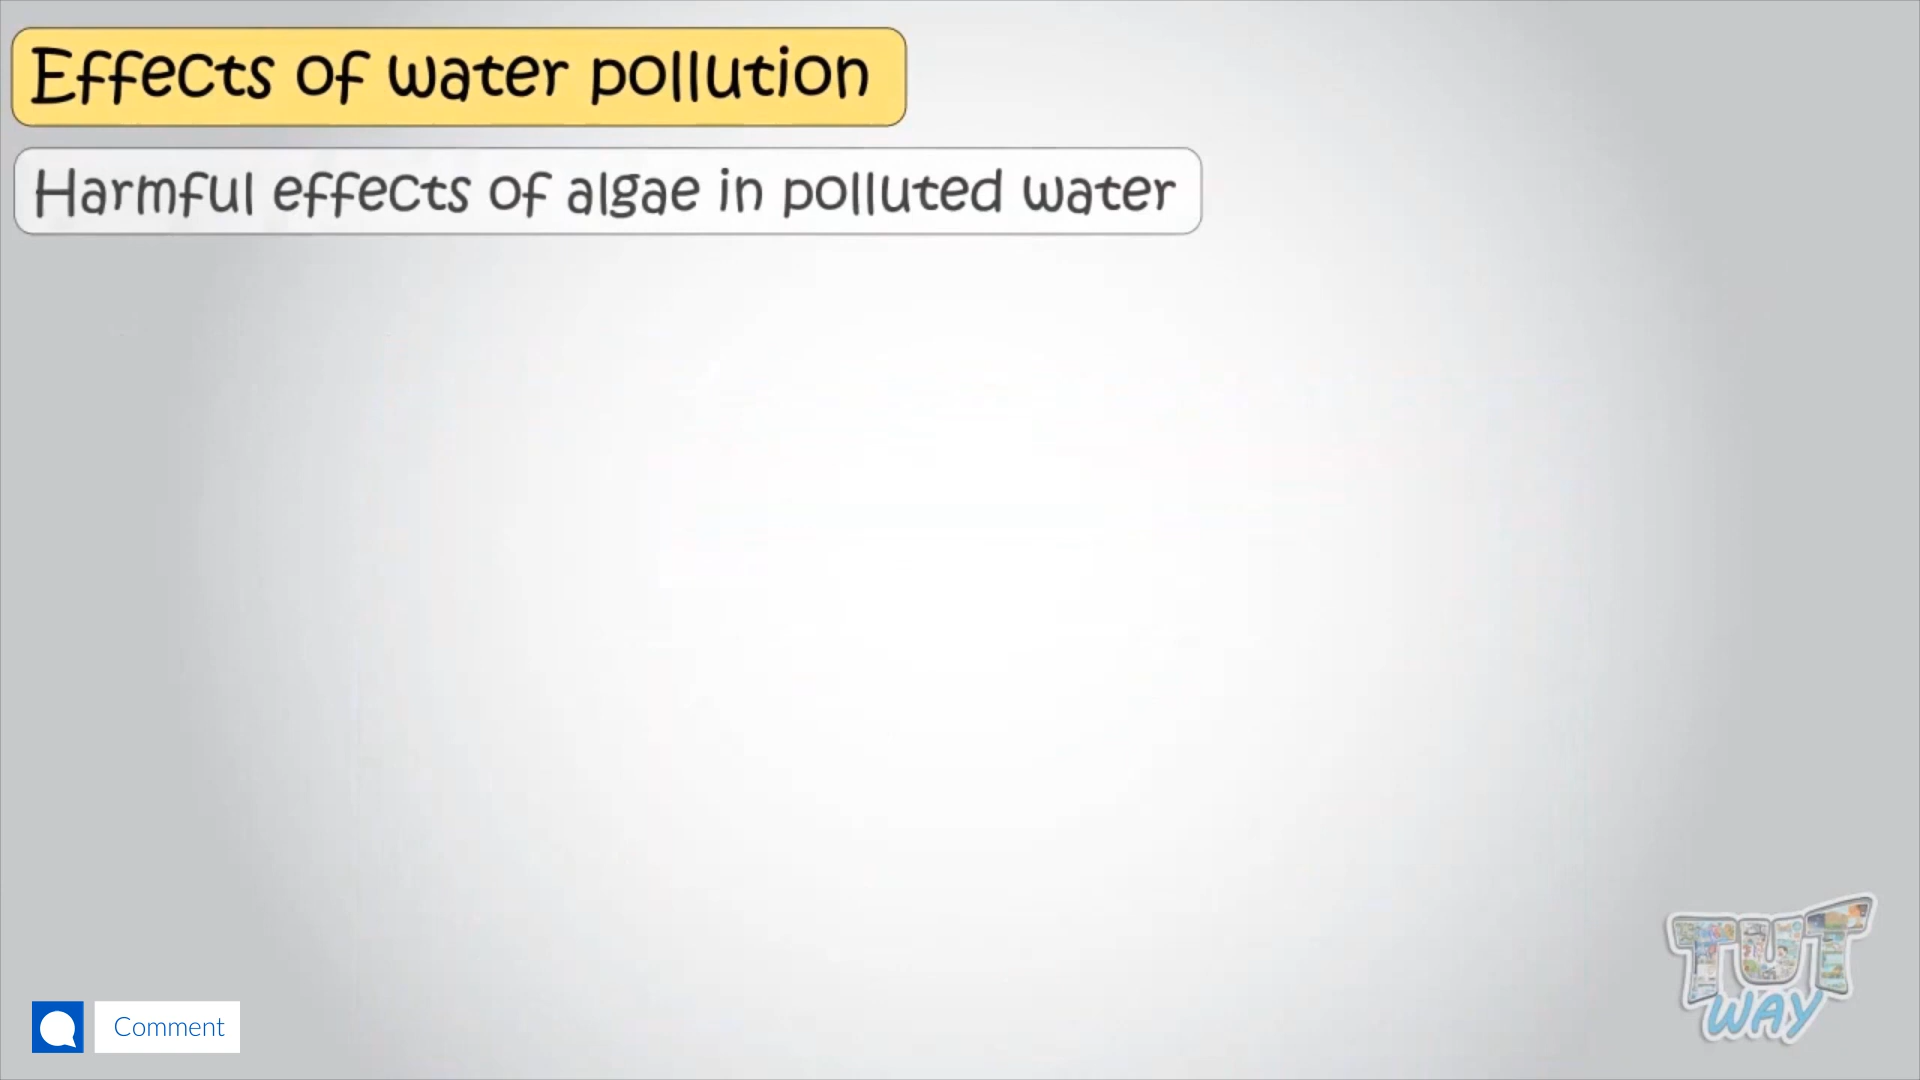 Effects of water pollution
Harmful effects of algae in polluted water
Comment
TUT
WAY